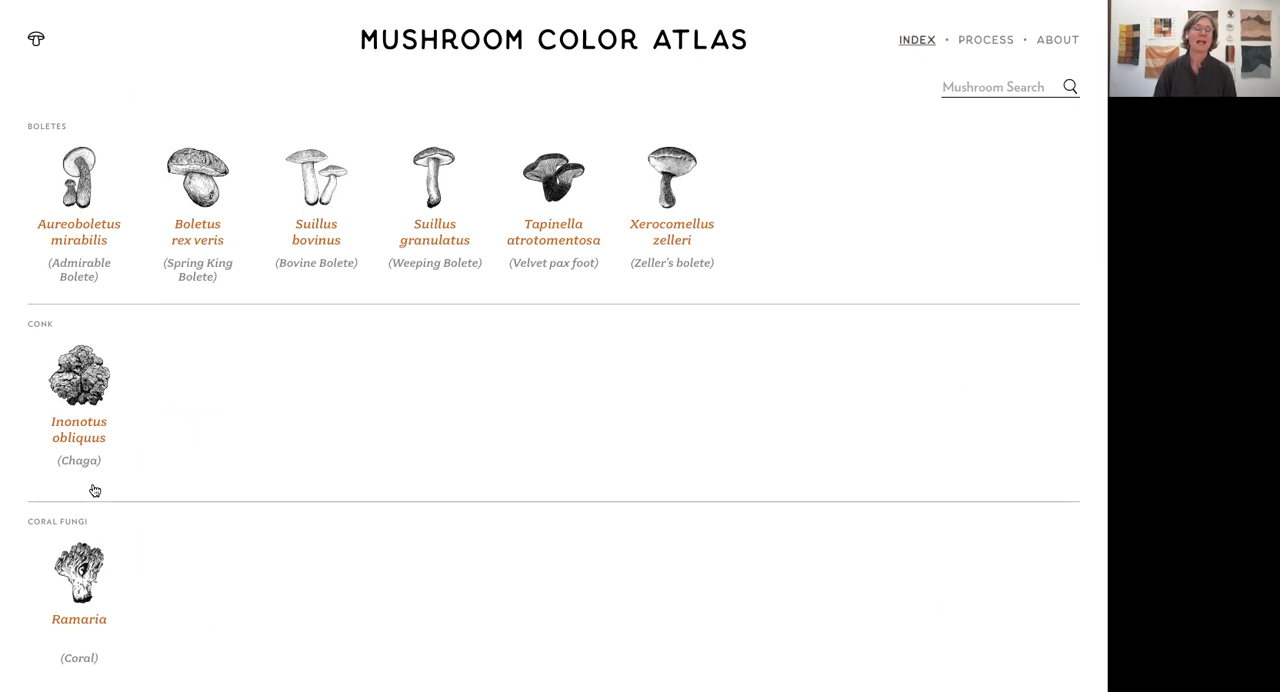 MUSHROOM COLOR ATLAS
INDEX • PROCESS • ABOUT
Mushroom Search
BOLETES
Aureoboletus
mirabilis
(Admirable
Bolete)
Boletus
rex veris
(Spring King
Bolete)
Suillus
bovinus
(Bovine Bolete)
Suillus
granulatus
(Weeping Bolete)
Tapinella
atrotomentosa
(Velvet pax foot)
Xerocomellus
zelleri
(Zeller's bolete)
CONK
Inonotus
obliquus
(Chaga)
CORAL FUNGI
Ramaria
(Coral)